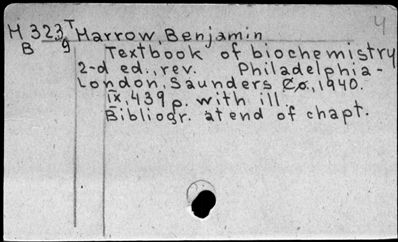 4
H 323 T Harrow, Benjamin
B 9 Textbook of biochemistry
2-d ed., rev. Philadelphia-
London, Saunders Co., 1940.
IX, 439 p. with ill.
Bibliogr. at end of chapt.